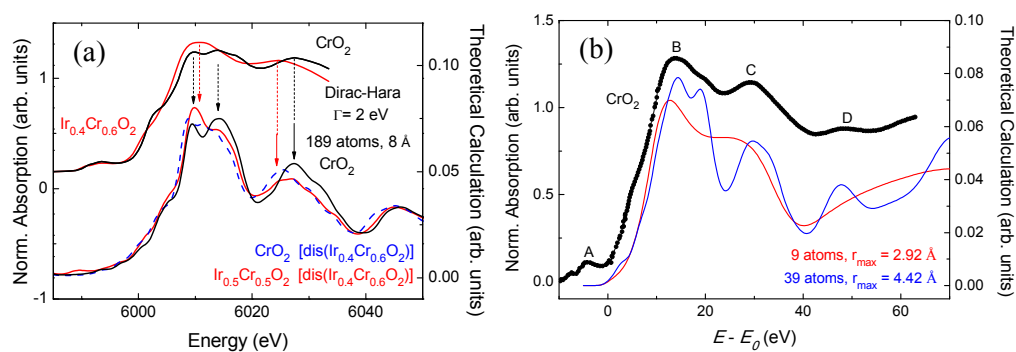 (a)
CrO2
Dirac-Hara
Γ= 2 eV
189 atoms, 8 Å
CrO2
Ir0.4Cr0.6O2
CrO2 [dis(Ir0.4Cr0.6O2)]
Ir0.5Cr0.5O2 [dis(Ir0.4Cr0.6O2)]
Norm. Absorption (arb. units)
1
0
-1
6000
6020
6040
Energy (eV)
0.10
0.05
0.00
Theoretical Calculation (arb. units)
(b)
A
B
C
D
CrO2
9 atoms, rmax = 2.92 Å
39 atoms, rmax = 4.42 Å
Norm. Absorption (arb. units)
1.5
1.0
0.5
0.0
0
20
40
60
E - E0 (eV)
0.10
0.08
0.06
0.04
0.02
0.00
Theoretical Calculation (arb. units)